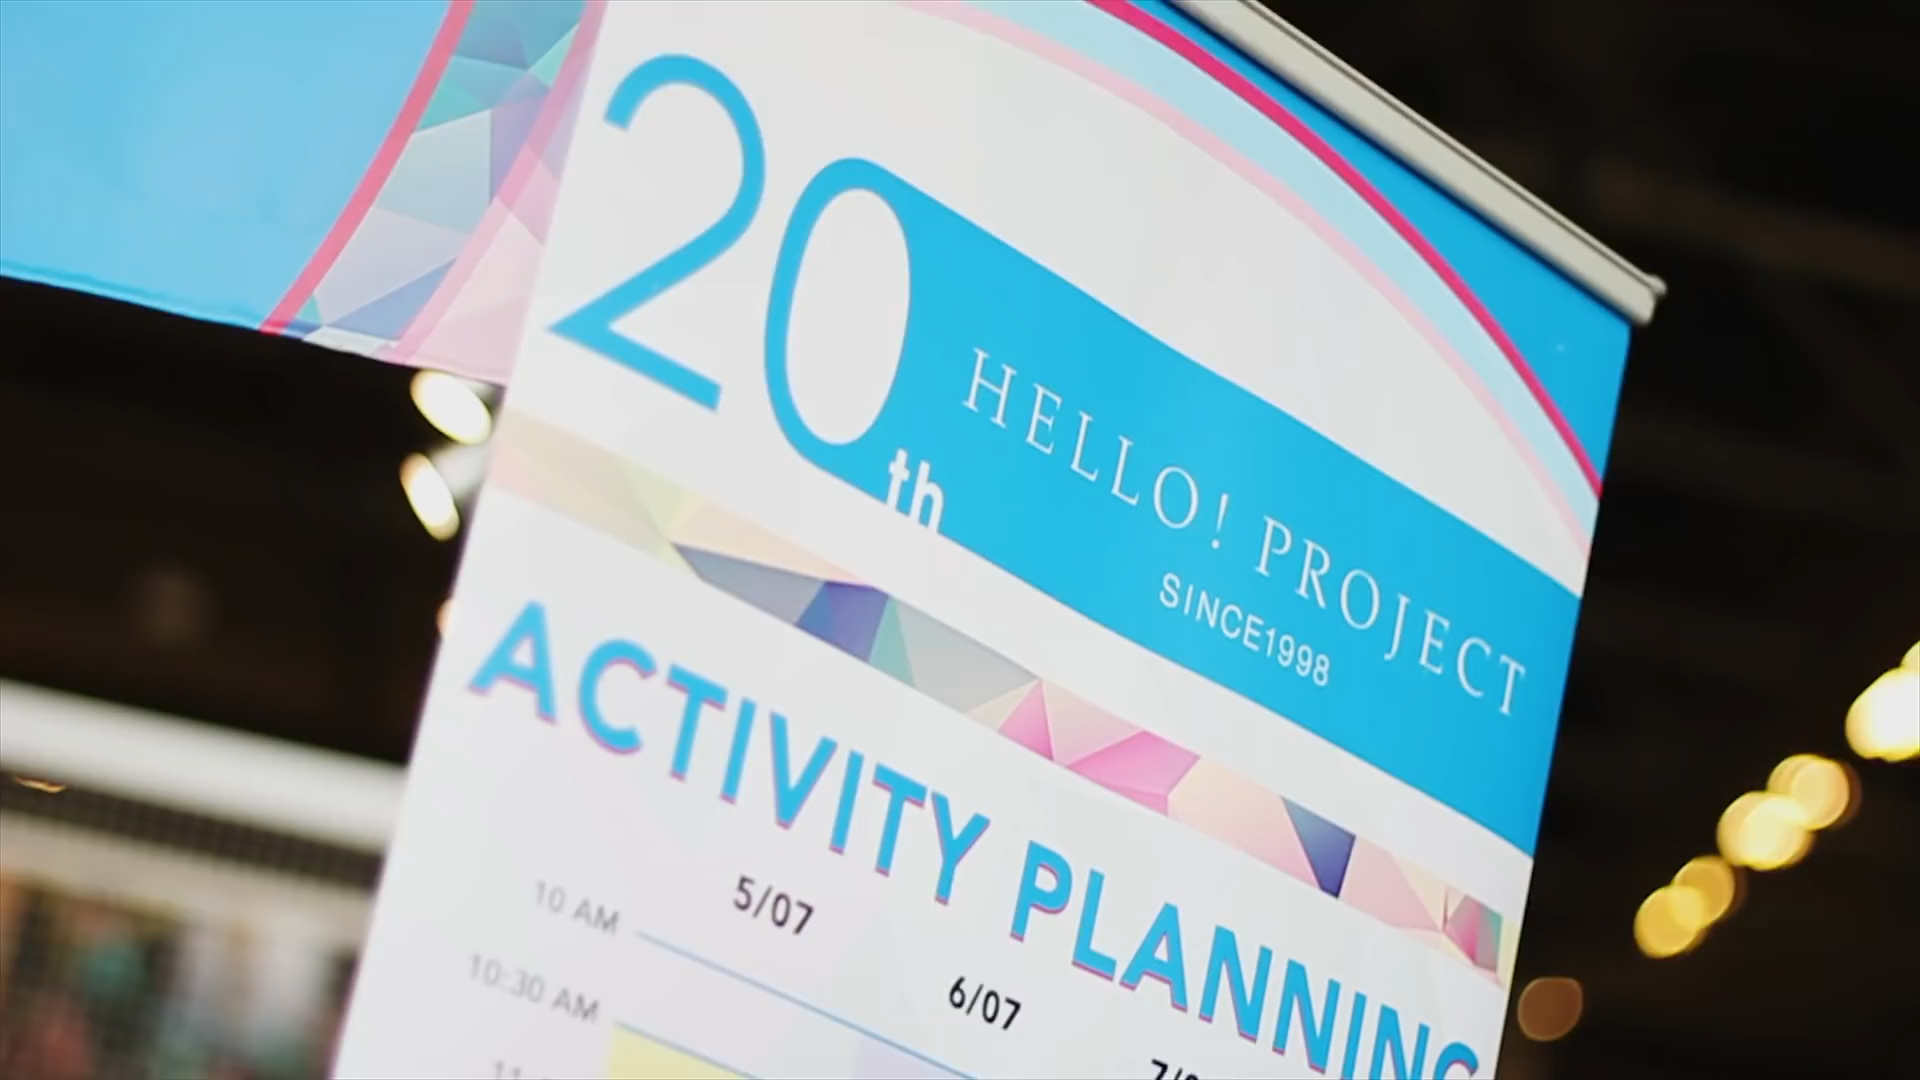 20th
HELLO! PROJECT
SINCE1998
ACTIVITY PLANNING
5/07
6/07
10 AM
10:30 AM